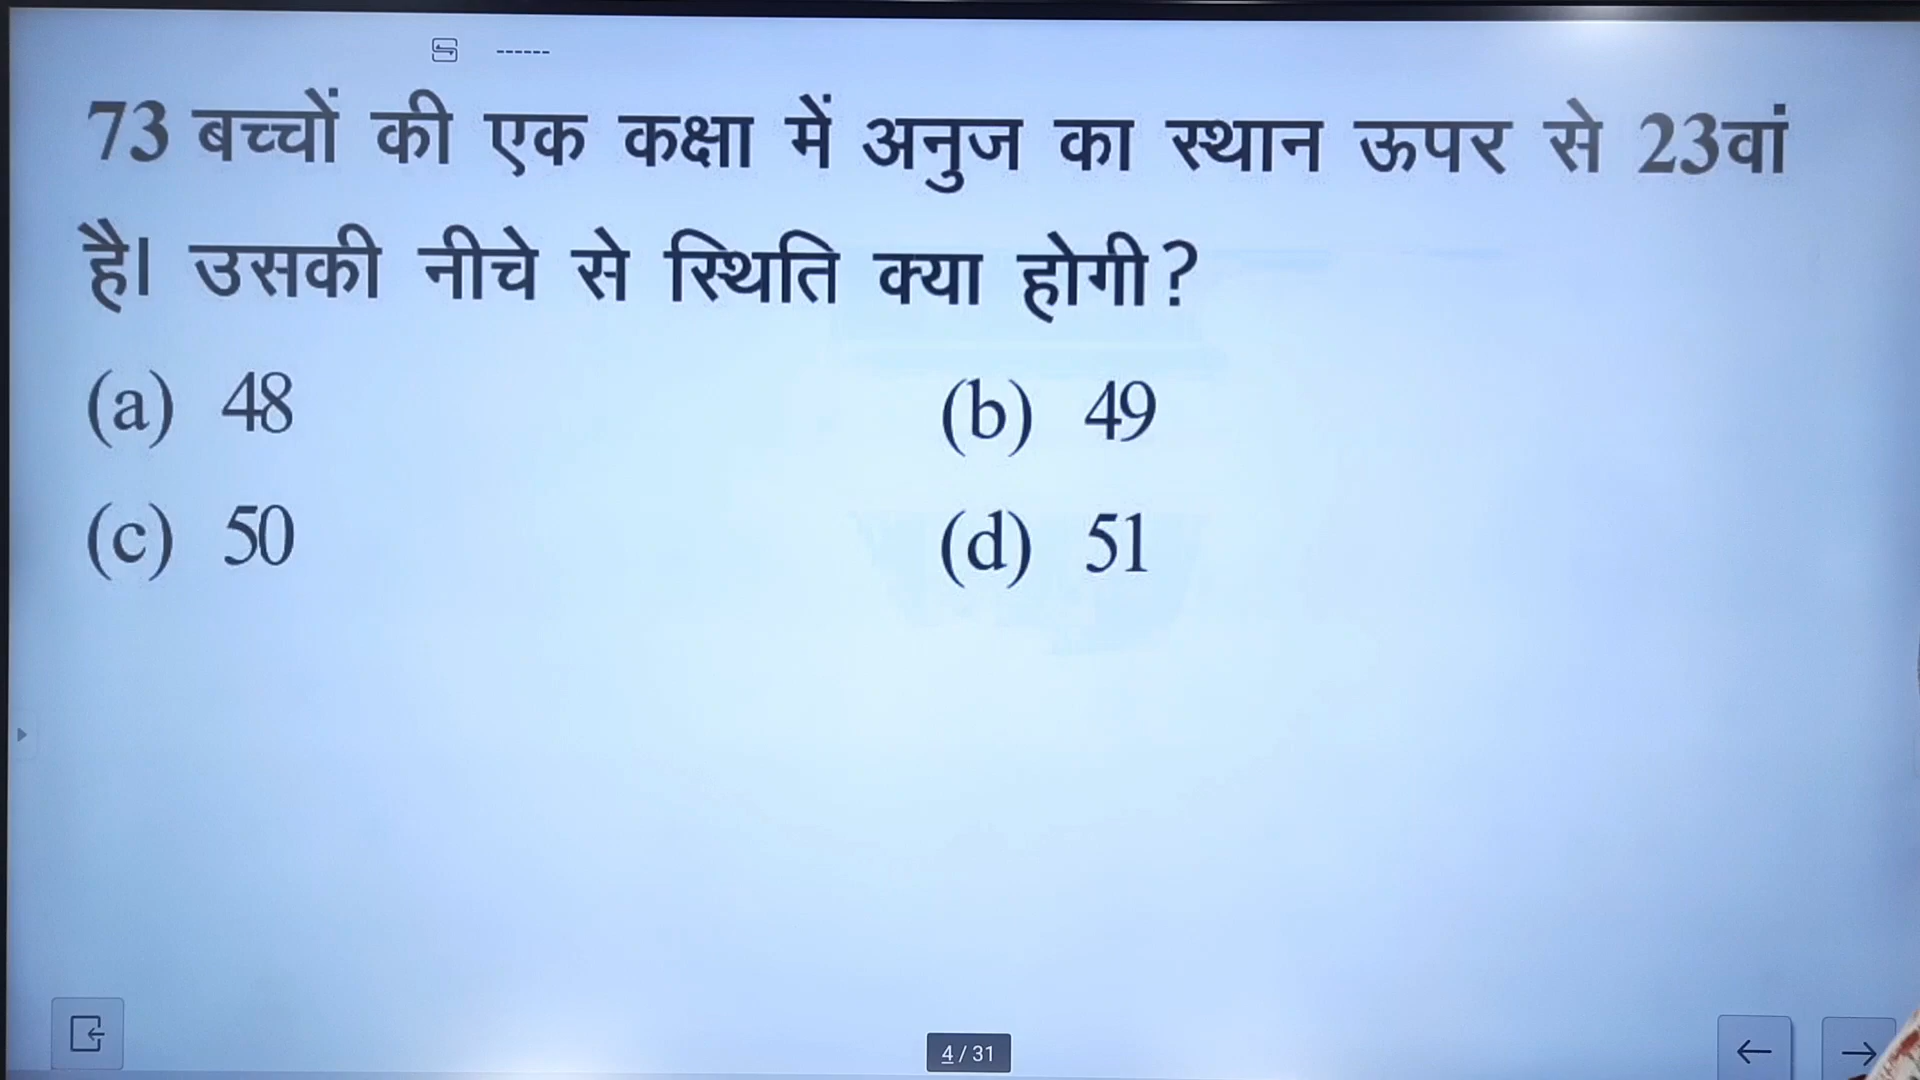 ------
73 बच्चों की एक कक्षा में अनुज का स्थान ऊपर से 23वां
है। उसकी नीचे से स्थिति क्या होगी?
(a) 48 (b) 49
(c) 50 (d) 51
4 / 31